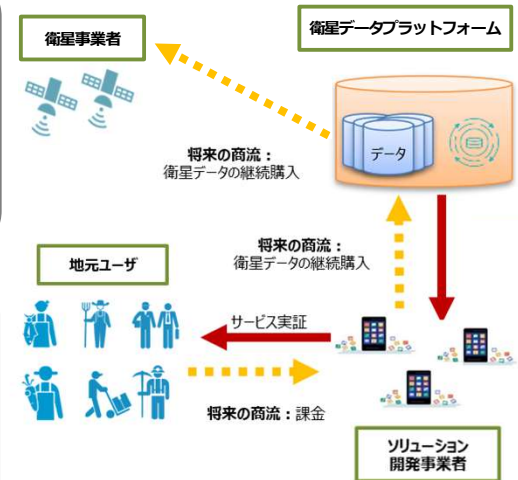 衛星事業者
衛星データプラットフォーム
データ
将来の商流：
衛星データの継続購入
将来の商流：
衛星データの継続購入
地元ユーザ
サービス実証
将来の商流：課金
ソリューション
開発事業者